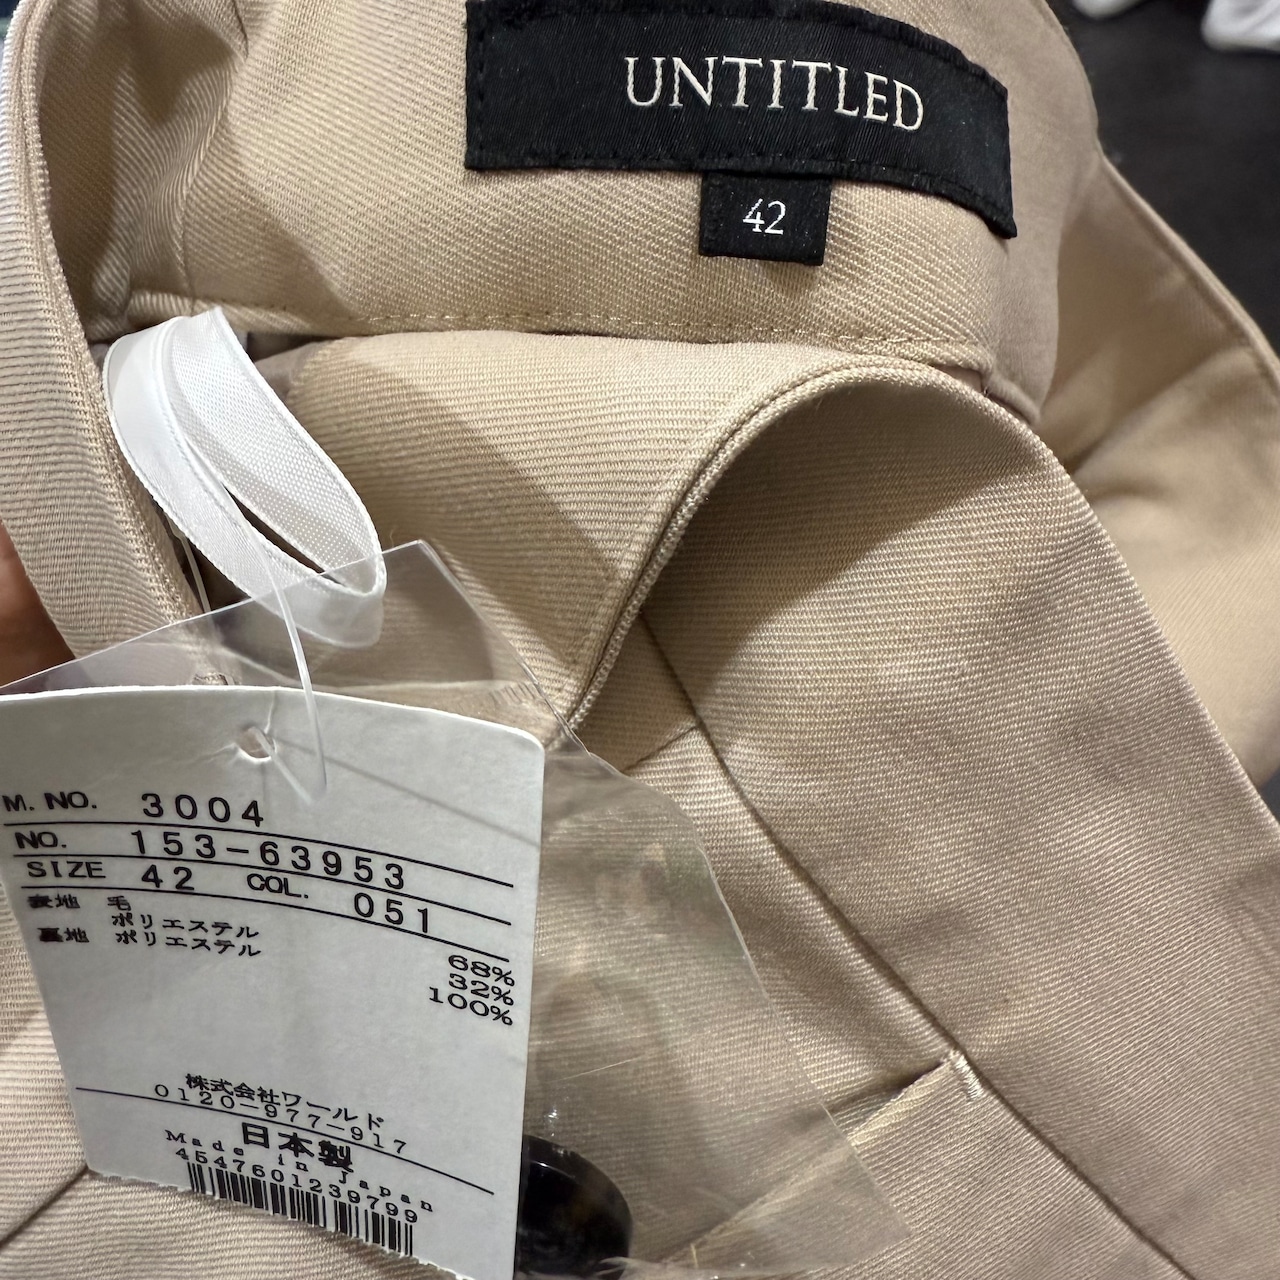 UNTITLED
42
M. NO. 3004
NO. 153-63953
SIZE 42 COL. 051
表地 毛 68%
ポリエステル 32%
裏地 ポリエステル 100%
株式会社ワールド
0120-977-917
日本製
Made in Japan
4547601239799